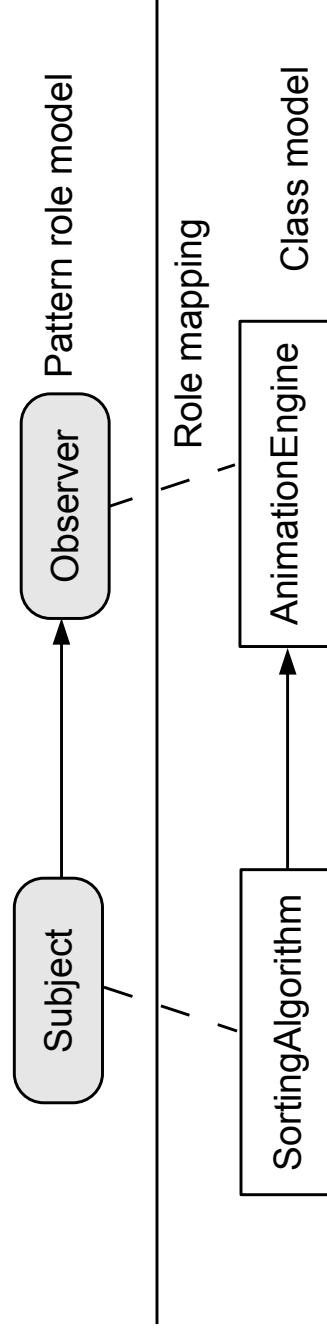 Subject
Observer
Pattern role model
Role mapping
SortingAlgorithm
AnimationEngine
Class model